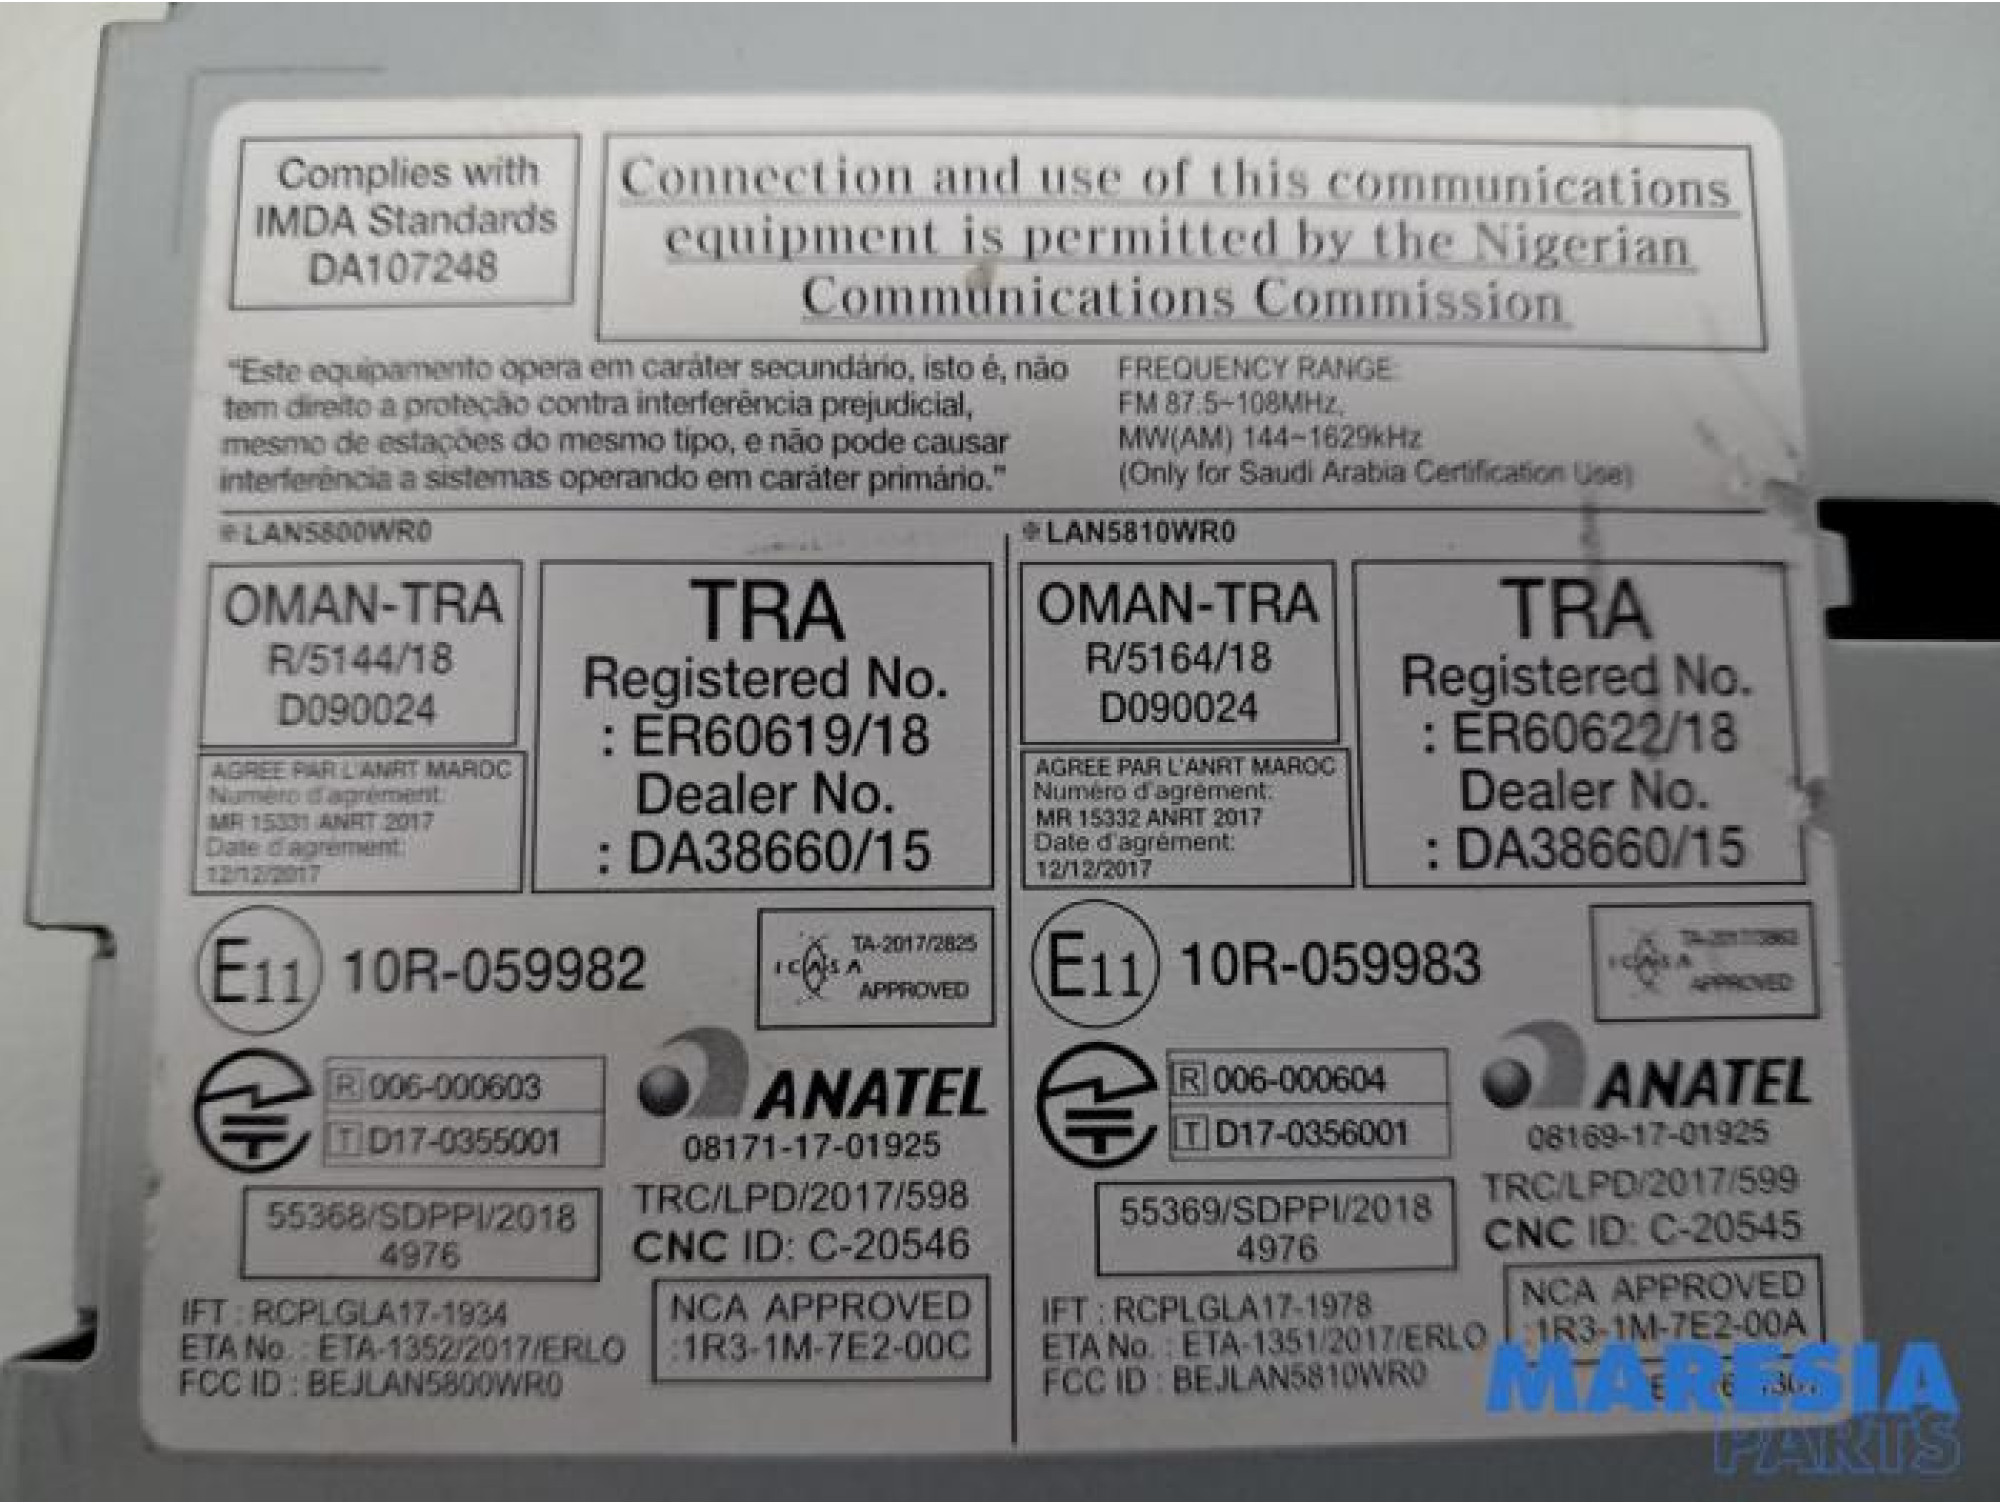 Complies with
IMDA Standards
DA107248
Connection and use of this communications
equipment is permitted by the Nigerian
Communications Commission
"Este equipamento opera em caráter secundário, isto é, não
tem direito a proteção contra interferência prejudicial,
mesmo de estações do mesmo tipo, e não pode causar
interferência a sistemas operando em caráter primário."
FREQUENCY RANGE:
FM 87.5~108MHz,
MW(AM) 144~1629kHz
(Only for Saudi Arabia Certification Use)
LAN5800WR0
OMAN-TRA
R/5144/18
D090024
TRA
Registered No.
: ER60619/18
Dealer No.
: DA38660/15
AGREE PAR L'ANRT MAROC
Numéro d'agrément:
MR 15331 ANRT 2017
Date d'agrément:
12/12/2017
E11 10R-059982
ICASA
TA-2017/2825
APPROVED
R 006-000603
T D17-0355001
ANATEL
08171-17-01925
55368/SDPPI/2018
4976
TRC/LPD/2017/598
CNC ID: C-20546
IFT : RCPLGLA17-1934
ETA No. : ETA-1352/2017/ERLO
FCC ID : BEJLAN5800WR0
NCA APPROVED
:1R3-1M-7E2-00C
LAN5810WR0
OMAN-TRA
R/5164/18
D090024
TRA
Registered No.
: ER60622/18
Dealer No.
: DA38660/15
AGREE PAR L'ANRT MAROC
Numéro d'agrément:
MR 15332 ANRT 2017
Date d'agrément:
12/12/2017
E11 10R-059983
ICASA
APPROVED
R 006-000604
T D17-0356001
ANATEL
08169-17-01925
55369/SDPPI/2018
4976
TRC/LPD/2017/599
CNC ID: C-20545
IFT : RCPLGLA17-1978
ETA No. : ETA-1351/2017/ERLO
FCC ID : BEJLAN5810WR0
NCA APPROVED
:1R3-1M-7E2-00A
MARESIA
PARTS